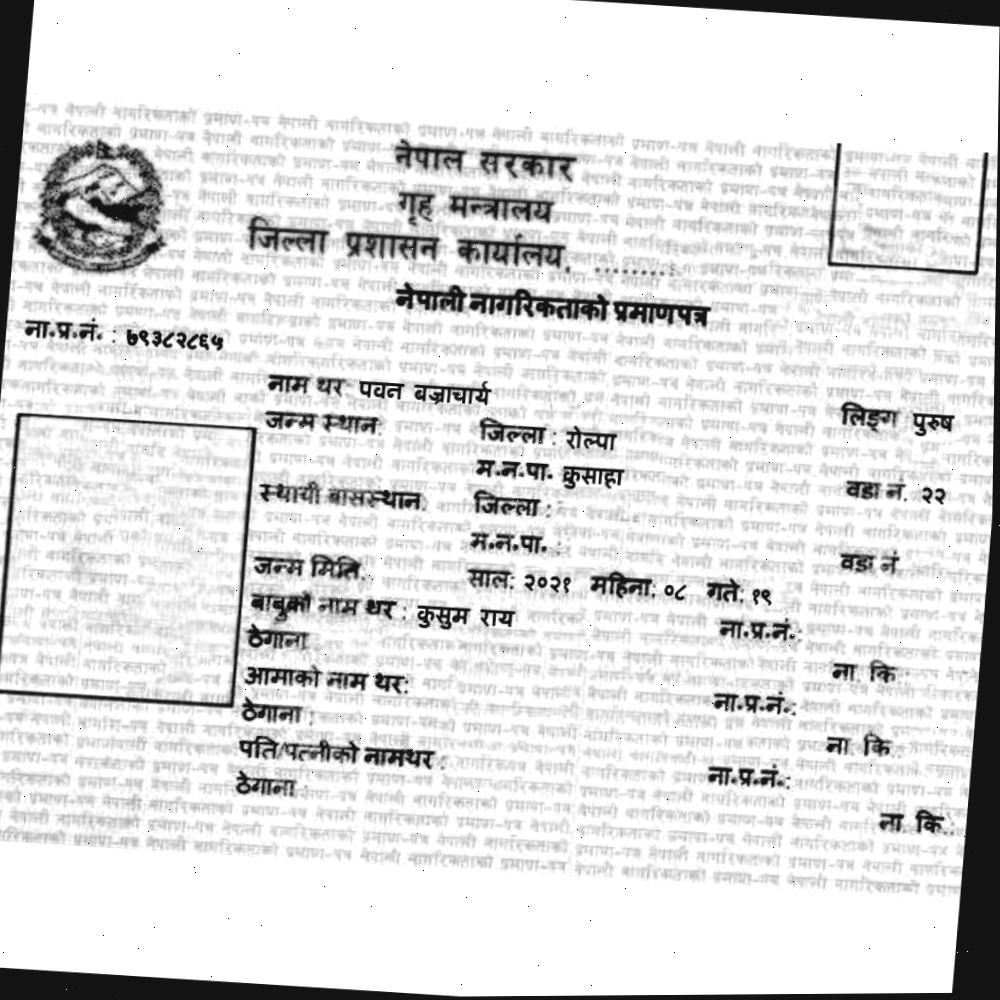 नेपाल सरकार
गृह मन्त्रालय
जिल्ला प्रशासन कार्यालय, .........
नेपाली नागरिकताको प्रमाणपत्र
ना.प्र.नं. : ७९३८२८६५
नाम थर: पवन बज्राचार्य लिङ्ग पुरुष
जन्म स्थान: जिल्ला : रोल्पा
म.न.पा. कुसाहा वडा नं. २२
स्थायी बासस्थान: जिल्ला :
म.न.पा. : वडा नं
जन्म मिति: साल: २०२१ महिना: ०८ गते: १९
बाबुको नाम थर : कुसुम राय ना.प्र.नं.:
ठेगाना ना. कि :
आमाको नाम थर: ना.प्र.नं.:
ठेगाना : ना. कि :
पति/पत्नीको नामथर : ना.प्र.नं.:
ठेगाना : ना. कि.: